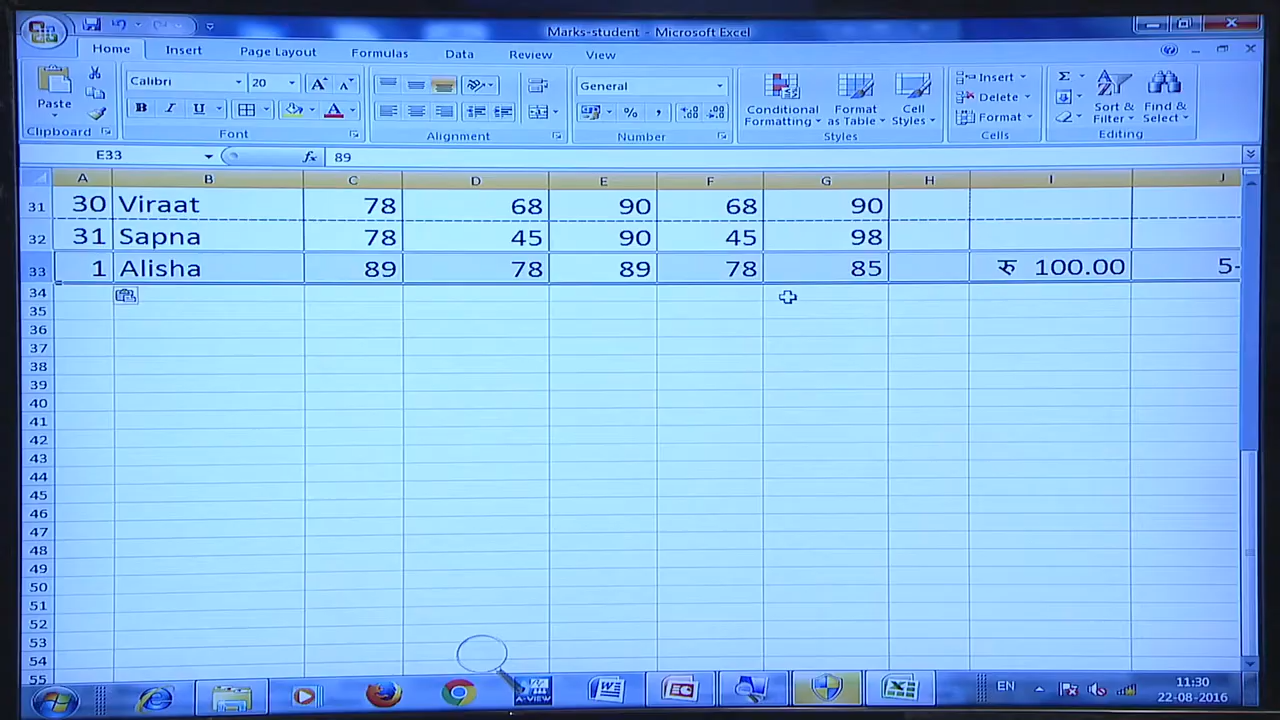 Marks-student - Microsoft Excel
Home Insert Page Layout Formulas Data Review View
Paste
Clipboard
Calibri 20
B I U A
Font
Alignment
General
% ,
Number
Conditional Formatting
Format as Table
Cell Styles
Styles
Insert
Delete
Format
Cells
Σ
Sort & Filter
Find & Select
Editing
E33 fx 89
A B C D E F G H I J
31 30 Viraat 78 68 90 68 90
32 31 Sapna 78 45 90 45 98
33 1 Alisha 89 78 89 78 85 रु 100.00 5-
34
35
36
37
38
39
40
41
42
43
44
45
46
47
48
49
50
51
52
53
54
55
A-VIEW
EN
11:30
22-08-2016